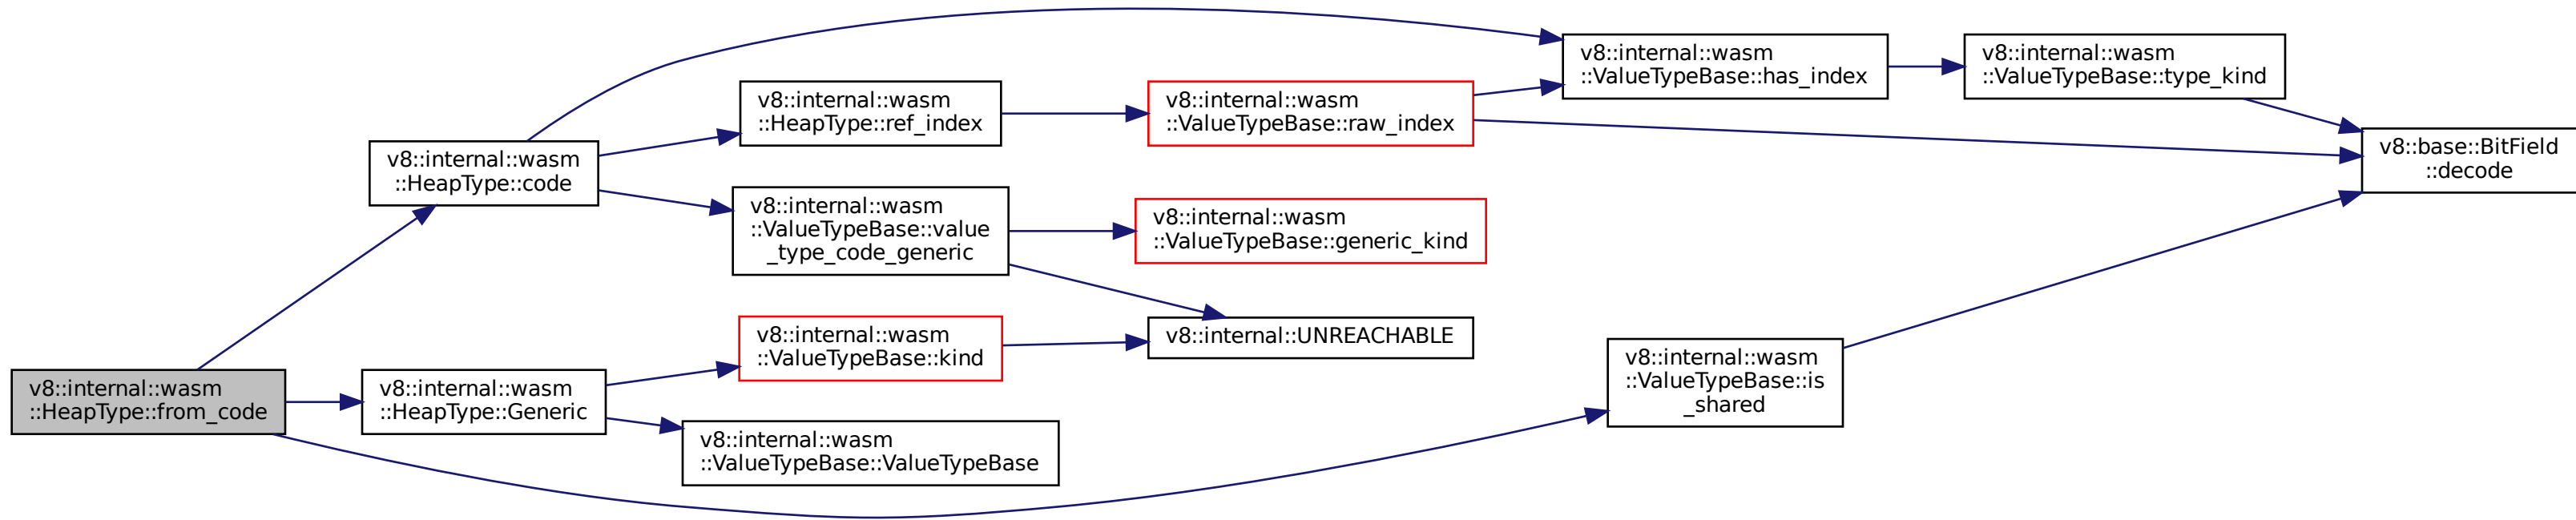 v8::internal::wasm
::HeapType::from_code
v8::internal::wasm
::HeapType::code
v8::internal::wasm
::HeapType::Generic
v8::internal::wasm
::HeapType::ref_index
v8::internal::wasm
::ValueTypeBase::value
_type_code_generic
v8::internal::wasm
::ValueTypeBase::kind
v8::internal::wasm
::ValueTypeBase::ValueTypeBase
v8::internal::wasm
::ValueTypeBase::raw_index
v8::internal::wasm
::ValueTypeBase::generic_kind
v8::internal::UNREACHABLE
v8::internal::wasm
::ValueTypeBase::has_index
v8::internal::wasm
::ValueTypeBase::is
_shared
v8::internal::wasm
::ValueTypeBase::type_kind
v8::base::BitField
::decode